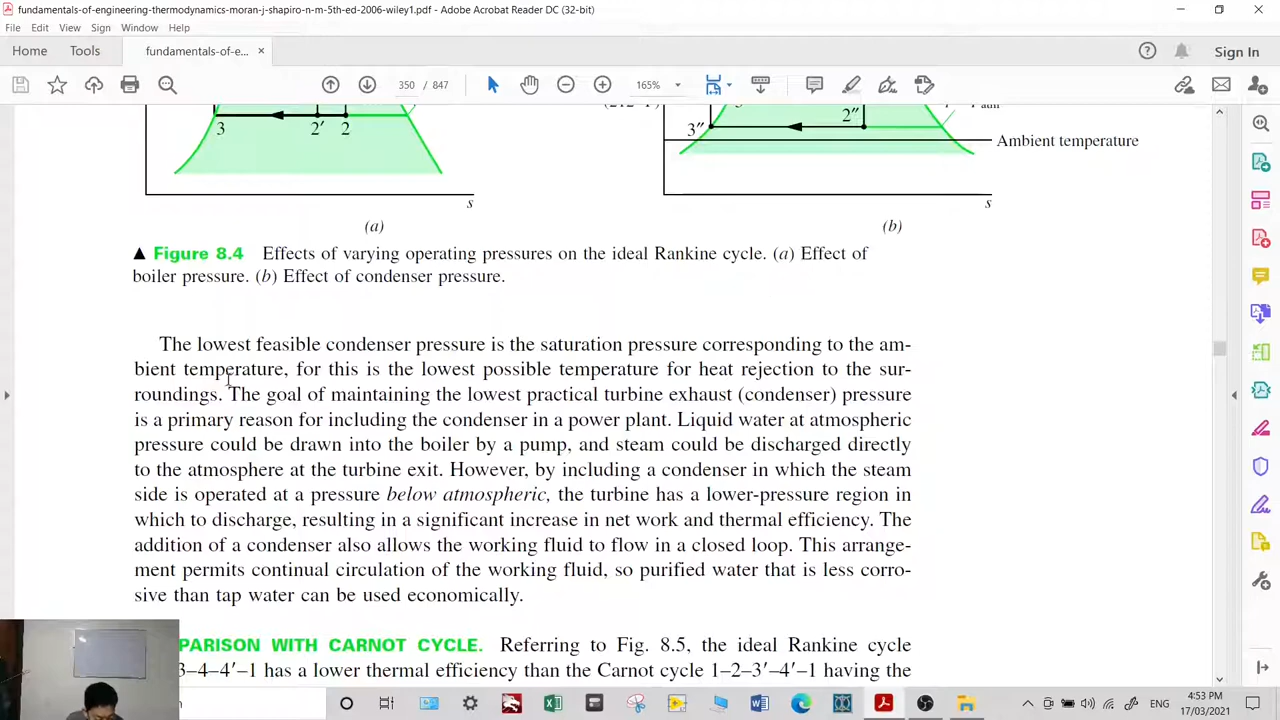 fundamentals-of-engineering-thermodynamics-moran-j-shapiro-n-m-5th-ed-2006-wiley1.pdf - Adobe Acrobat Reader DC (32-bit)
File Edit View Sign Window Help
Home Tools fundamentals-of-e... × Sign In
350 / 847 165%
3 2′ 2 3″ 2″
Ambient temperature
s s
(a) (b)
▲ Figure 8.4 Effects of varying operating pressures on the ideal Rankine cycle. (a) Effect of
boiler pressure. (b) Effect of condenser pressure.
The lowest feasible condenser pressure is the saturation pressure corresponding to the am-
bient temperature, for this is the lowest possible temperature for heat rejection to the sur-
roundings. The goal of maintaining the lowest practical turbine exhaust (condenser) pressure
is a primary reason for including the condenser in a power plant. Liquid water at atmospheric
pressure could be drawn into the boiler by a pump, and steam could be discharged directly
to the atmosphere at the turbine exit. However, by including a condenser in which the steam
side is operated at a pressure below atmospheric, the turbine has a lower-pressure region in
which to discharge, resulting in a significant increase in net work and thermal efficiency. The
addition of a condenser also allows the working fluid to flow in a closed loop. This arrange-
ment permits continual circulation of the working fluid, so purified water that is less corro-
sive than tap water can be used economically.
PARISON WITH CARNOT CYCLE. Referring to Fig. 8.5, the ideal Rankine cycle
3–4–4′–1 has a lower thermal efficiency than the Carnot cycle 1–2–3′–4′–1 having the
ENG
4:53 PM
17/03/2021